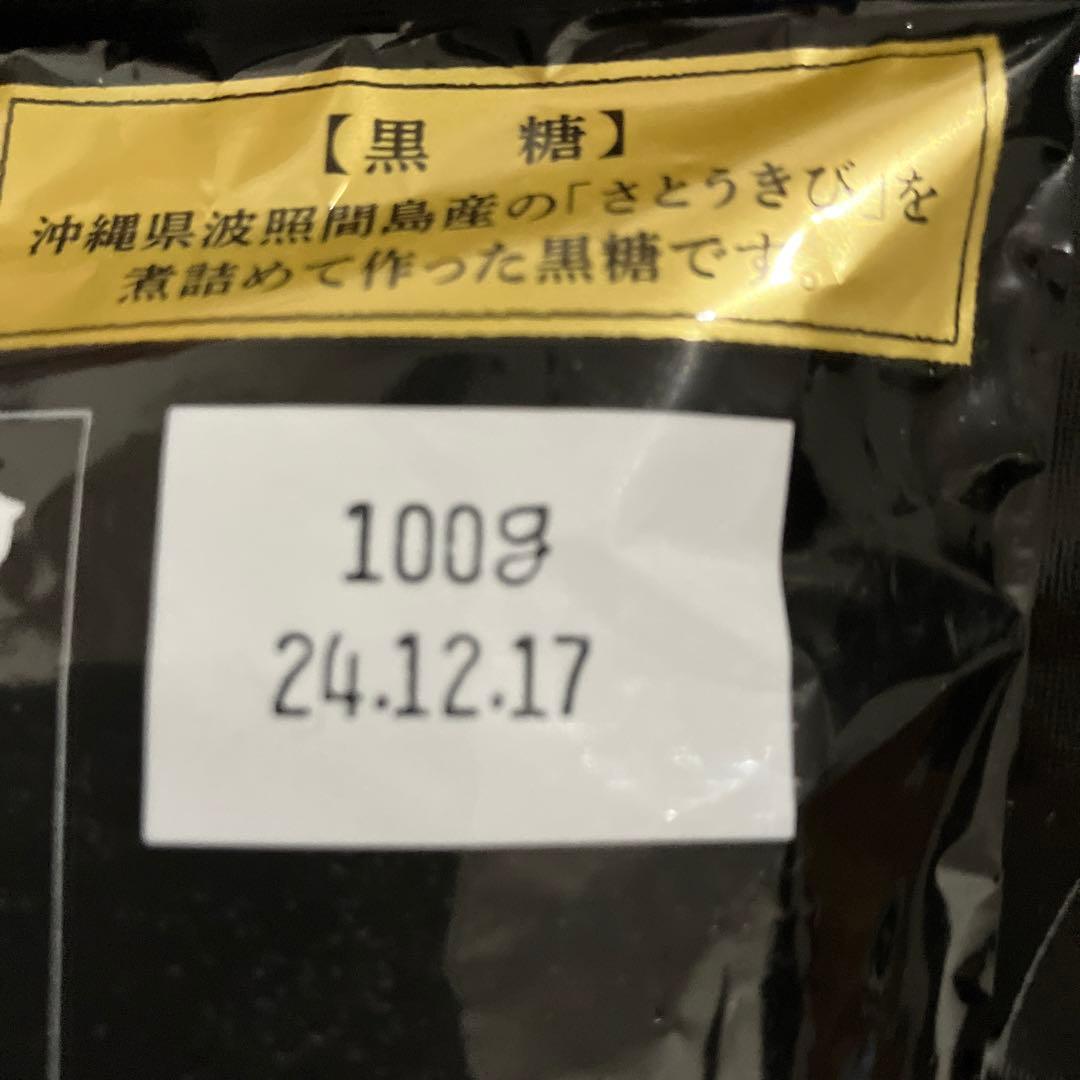 【黒　糖】
沖縄県波照間島産の「さとうきび」を
煮詰めて作った黒糖です。
100g
24.12.17